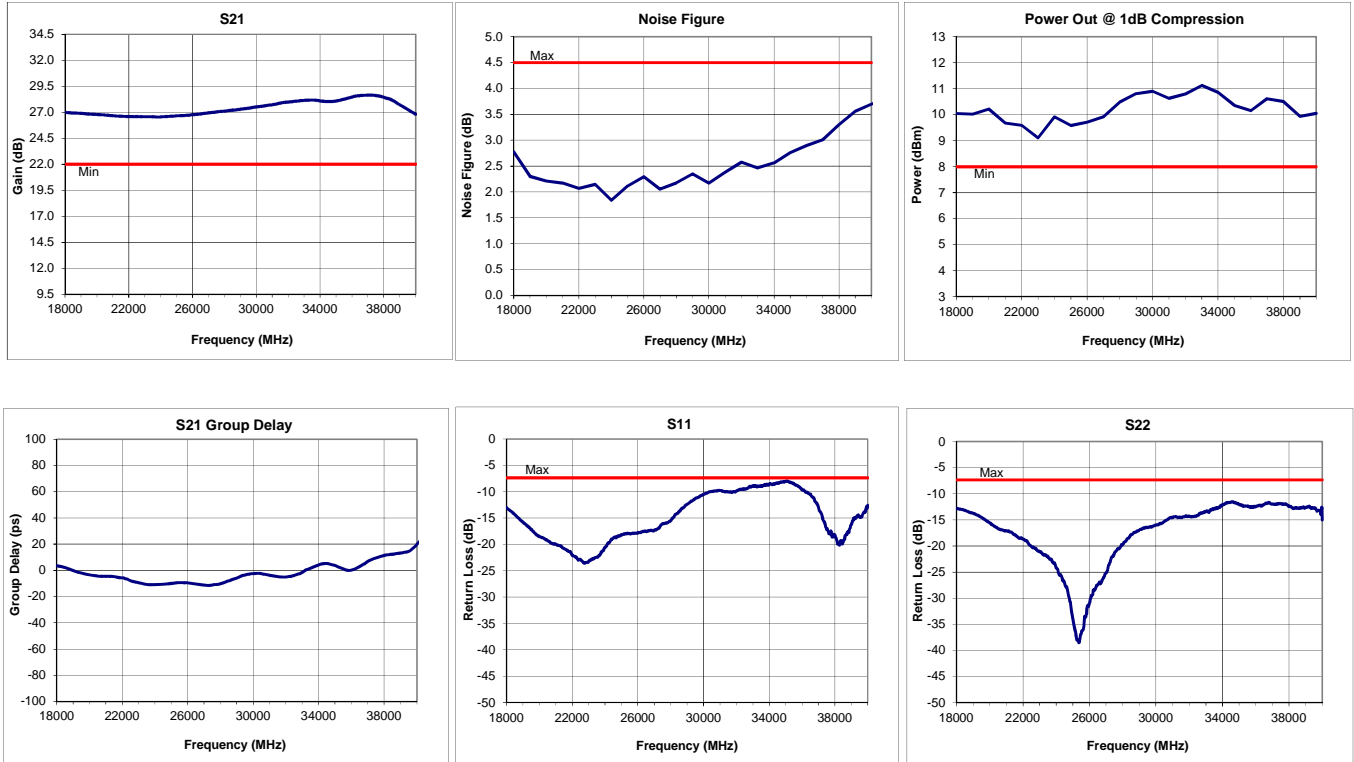 S21
34.5
32.0
29.5
27.0
24.5
22.0
19.5
17.0
14.5
12.0
9.5
Gain (dB)
Min
18000 22000 26000 30000 34000 38000
Frequency (MHz)
Noise Figure
5.0
4.5
4.0
3.5
3.0
2.5
2.0
1.5
1.0
0.5
0.0
Noise Figure (dB)
Max
18000 22000 26000 30000 34000 38000
Frequency (MHz)
Power Out @ 1dB Compression
13
12
11
10
9
8
7
6
5
4
3
Power (dBm)
Min
18000 22000 26000 30000 34000 38000
Frequency (MHz)
S21 Group Delay
100
80
60
40
20
0
-20
-40
-60
-80
-100
Group Delay (ps)
18000 22000 26000 30000 34000 38000
Frequency (MHz)
S11
0
-5
-10
-15
-20
-25
-30
-35
-40
-45
-50
Return Loss (dB)
Max
18000 22000 26000 30000 34000 38000
Frequency (MHz)
S22
0
-5
-10
-15
-20
-25
-30
-35
-40
-45
-50
Return Loss (dB)
Max
18000 22000 26000 30000 34000 38000
Frequency (MHz)